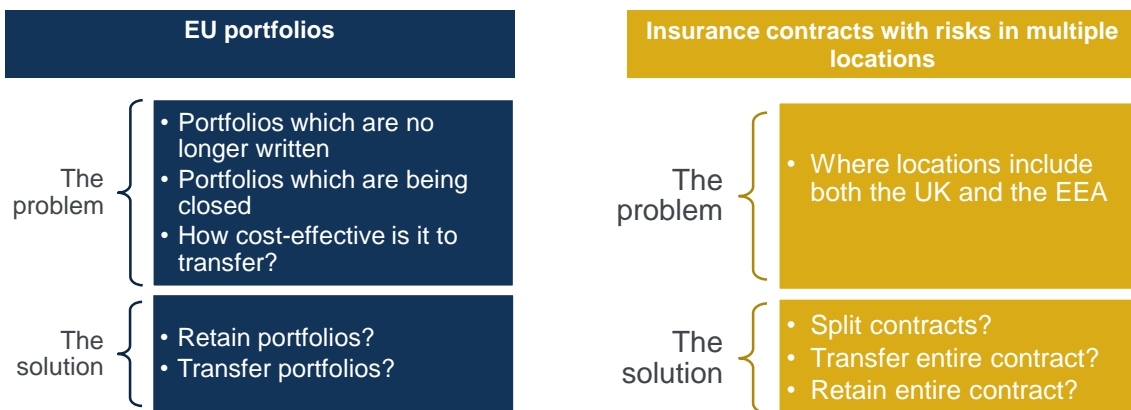 EU portfolios
The
problem
• Portfolios which are no
longer written
• Portfolios which are being
closed
• How cost-effective is it to
transfer?
The
solution
• Retain portfolios?
• Transfer portfolios?
Insurance contracts with risks in multiple
locations
The
problem
• Where locations include
both the UK and the EEA
The
solution
• Split contracts?
• Transfer entire contract?
• Retain entire contract?